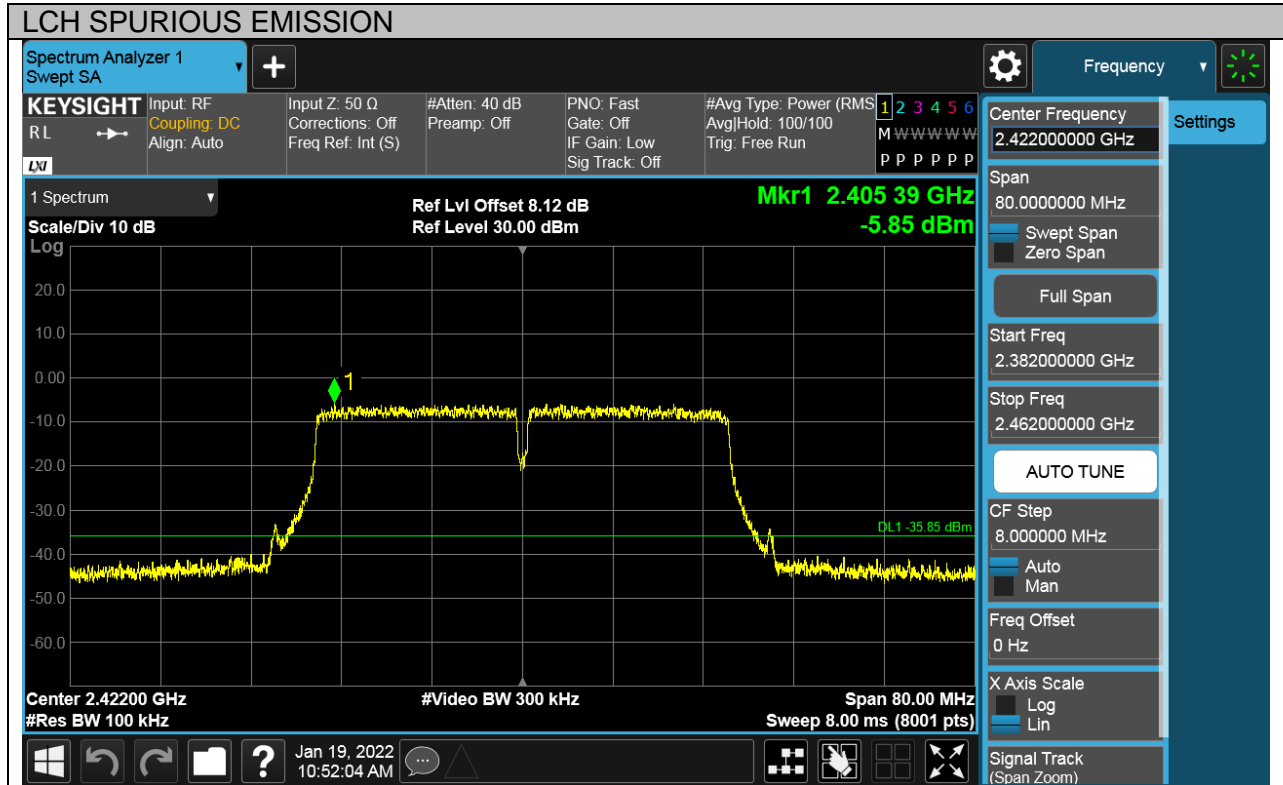 LCH SPURIOUS EMISSION
Spectrum Analyzer 1
Swept SA
Frequency
KEYSIGHT
RL
LXI
Input: RF
Coupling: DC
Align: Auto
Input Z: 50 Ω
Corrections: Off
Freq Ref: Int (S)
#Atten: 40 dB
Preamp: Off
PNO: Fast
Gate: Off
IF Gain: Low
Sig Track: Off
#Avg Type: Power (RMS
Avg|Hold: 100/100
Trig: Free Run
1 2 3 4 5 6
M W W W W W
P P P P P P
1 Spectrum
Scale/Div 10 dB
Ref Lvl Offset 8.12 dB
Ref Level 30.00 dBm
Mkr1 2.405 39 GHz
-5.85 dBm
Log
20.0
10.0
0.00
-10.0
-20.0
-30.0
-40.0
-50.0
-60.0
1
DL1 -35.85 dBm
Center 2.42200 GHz
#Video BW 300 kHz
Span 80.00 MHz
#Res BW 100 kHz
Sweep 8.00 ms (8001 pts)
Jan 19, 2022
10:52:04 AM
Center Frequency
2.422000000 GHz
Settings
Span
80.0000000 MHz
Swept Span
Zero Span
Full Span
Start Freq
2.382000000 GHz
Stop Freq
2.462000000 GHz
AUTO TUNE
CF Step
8.000000 MHz
Auto
Man
Freq Offset
0 Hz
X Axis Scale
Log
Lin
Signal Track
(Span Zoom)